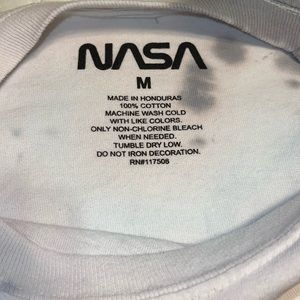 NASA
M
MADE IN HONDURAS
100% COTTON
MACHINE WASH COLD
WITH LIKE COLORS.
ONLY NON-CHLORINE BLEACH
WHEN NEEDED.
TUMBLE DRY LOW.
DO NOT IRON DECORATION.
RN#117508